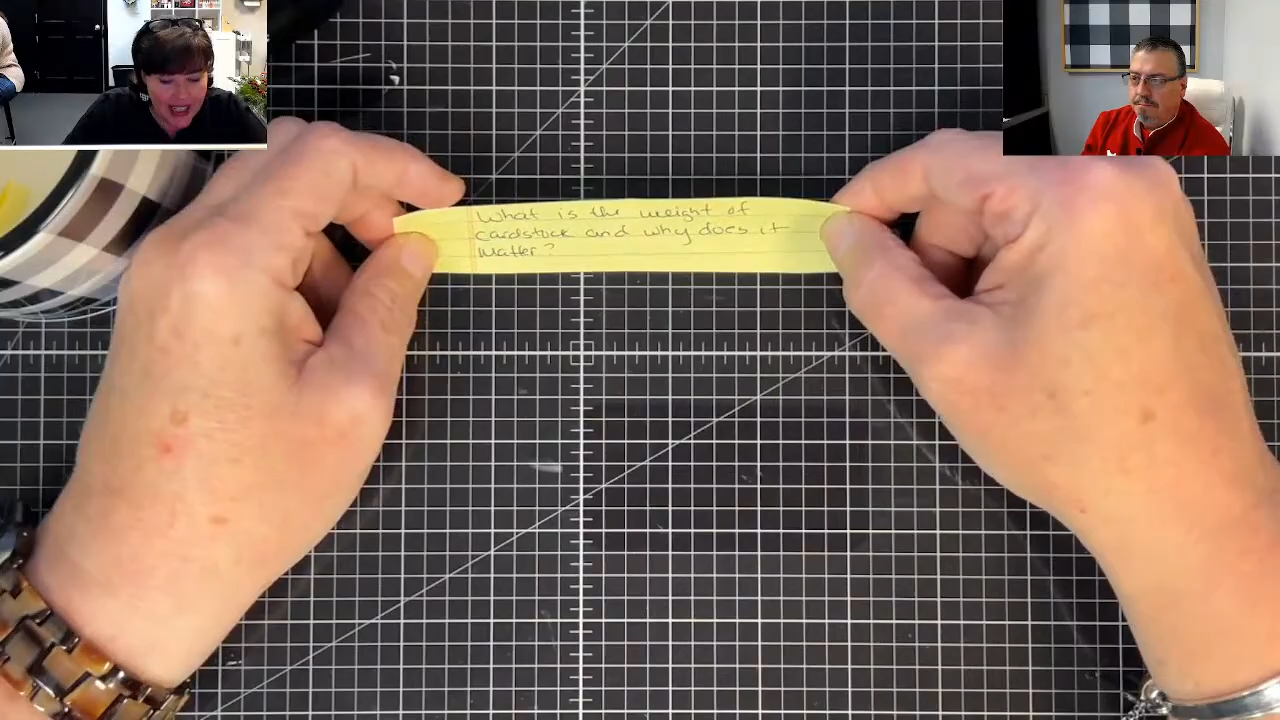 What is the weight of
cardstock and why does it
matter?